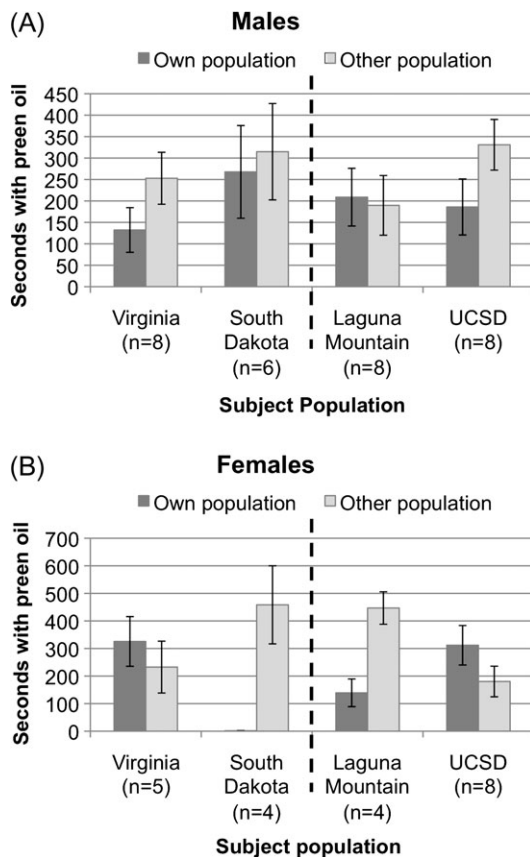 (A)
Males
Own population
Other population
Seconds with preen oil
450
400
350
300
250
200
150
100
50
0
Virginia
(n=8)
South
Dakota
(n=6)
Laguna
Mountain
(n=8)
UCSD
(n=8)
Subject Population
(B)
Females
Own population
Other population
Seconds with preen oil
700
600
500
400
300
200
100
0
Virginia
(n=5)
South
Dakota
(n=4)
Laguna
Mountain
(n=4)
UCSD
(n=8)
Subject population